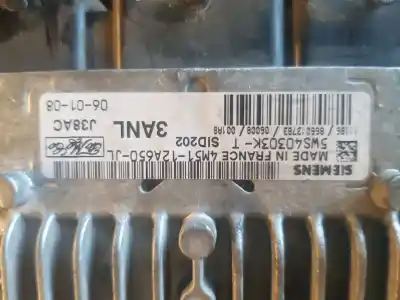 SIEMENS
MADE IN FRANCE 4M51-12A650-JL
5WS40303K-T SID202
3ANL
J38AC
06-01-08